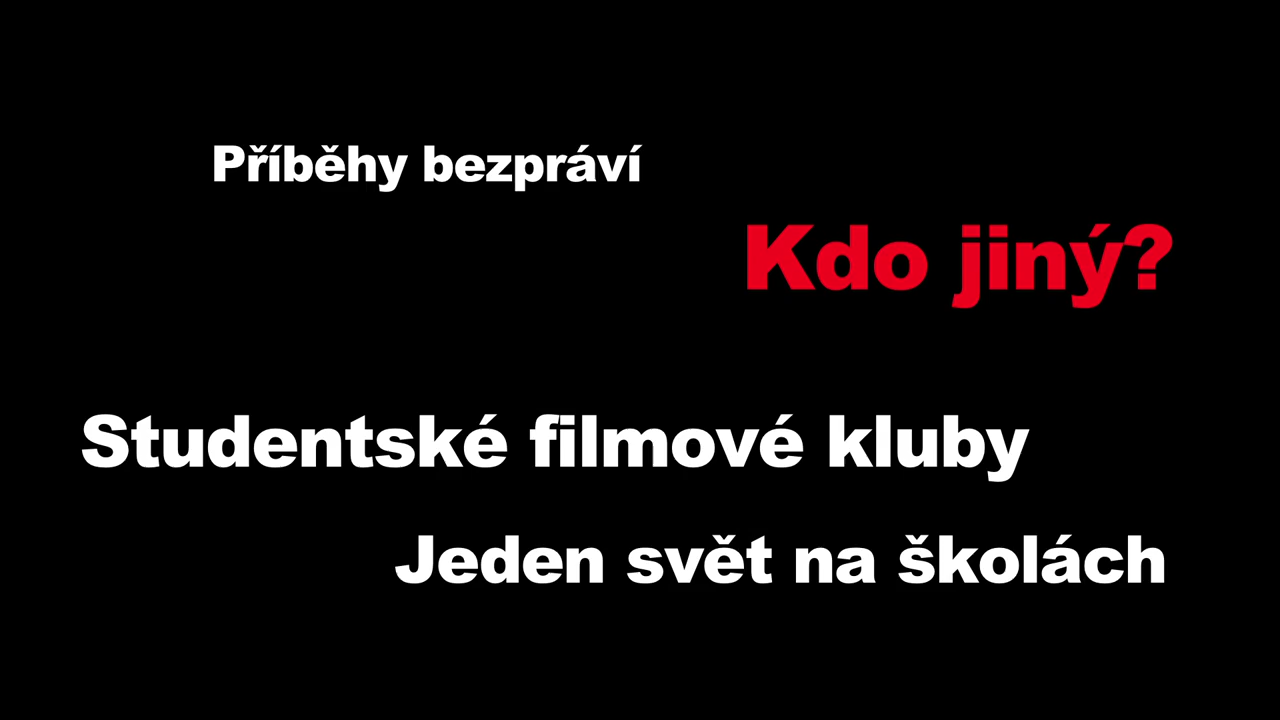 Příběhy bezpráví
Kdo jiný?
Studentské filmové kluby
Jeden svět na školách